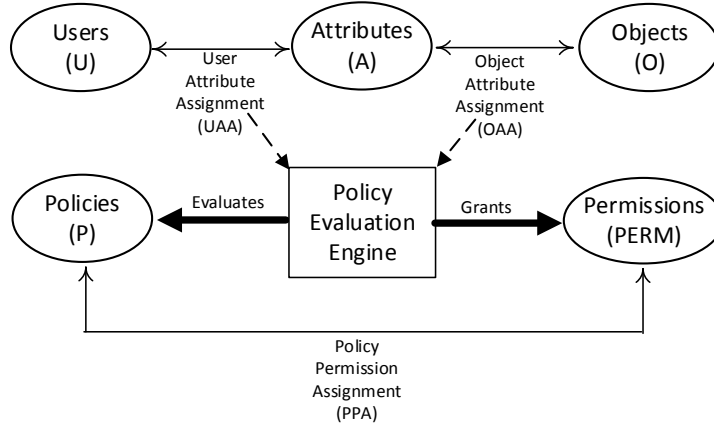 Users
(U)
Attributes
(A)
Objects
(O)
User
Attribute
Assignment
(UAA)
Object
Attribute
Assignment
(OAA)
Policies
(P)
Evaluates
Policy
Evaluation
Engine
Grants
Permissions
(PERM)
Policy
Permission
Assignment
(PPA)